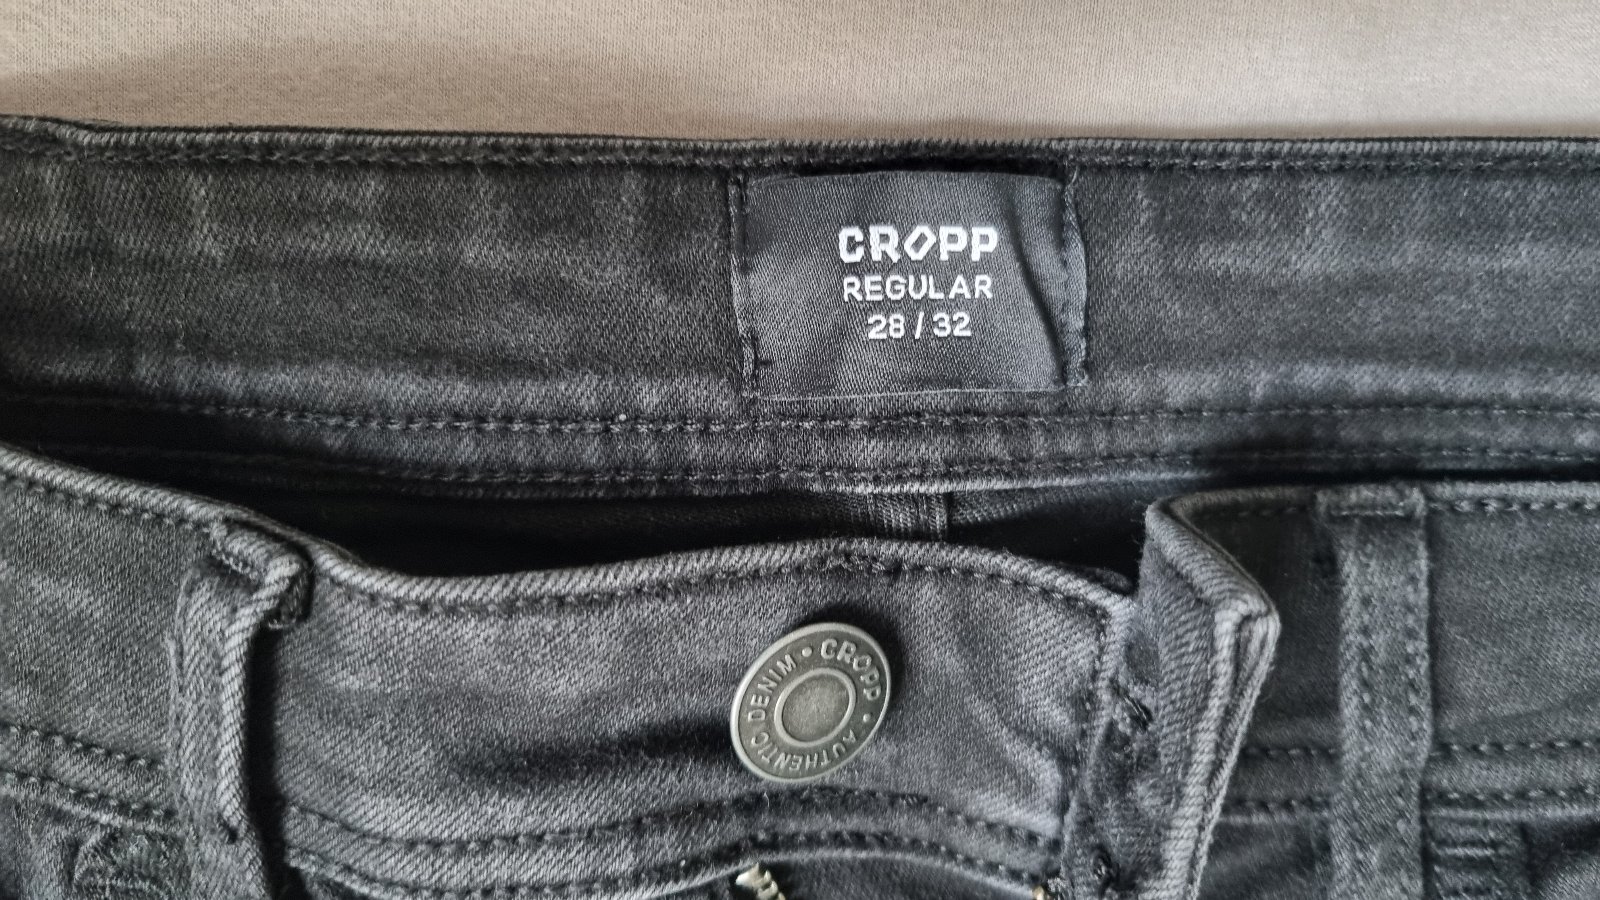 CROPP
REGULAR
28 / 32
DENIM • CROPP • AUTHENTIC